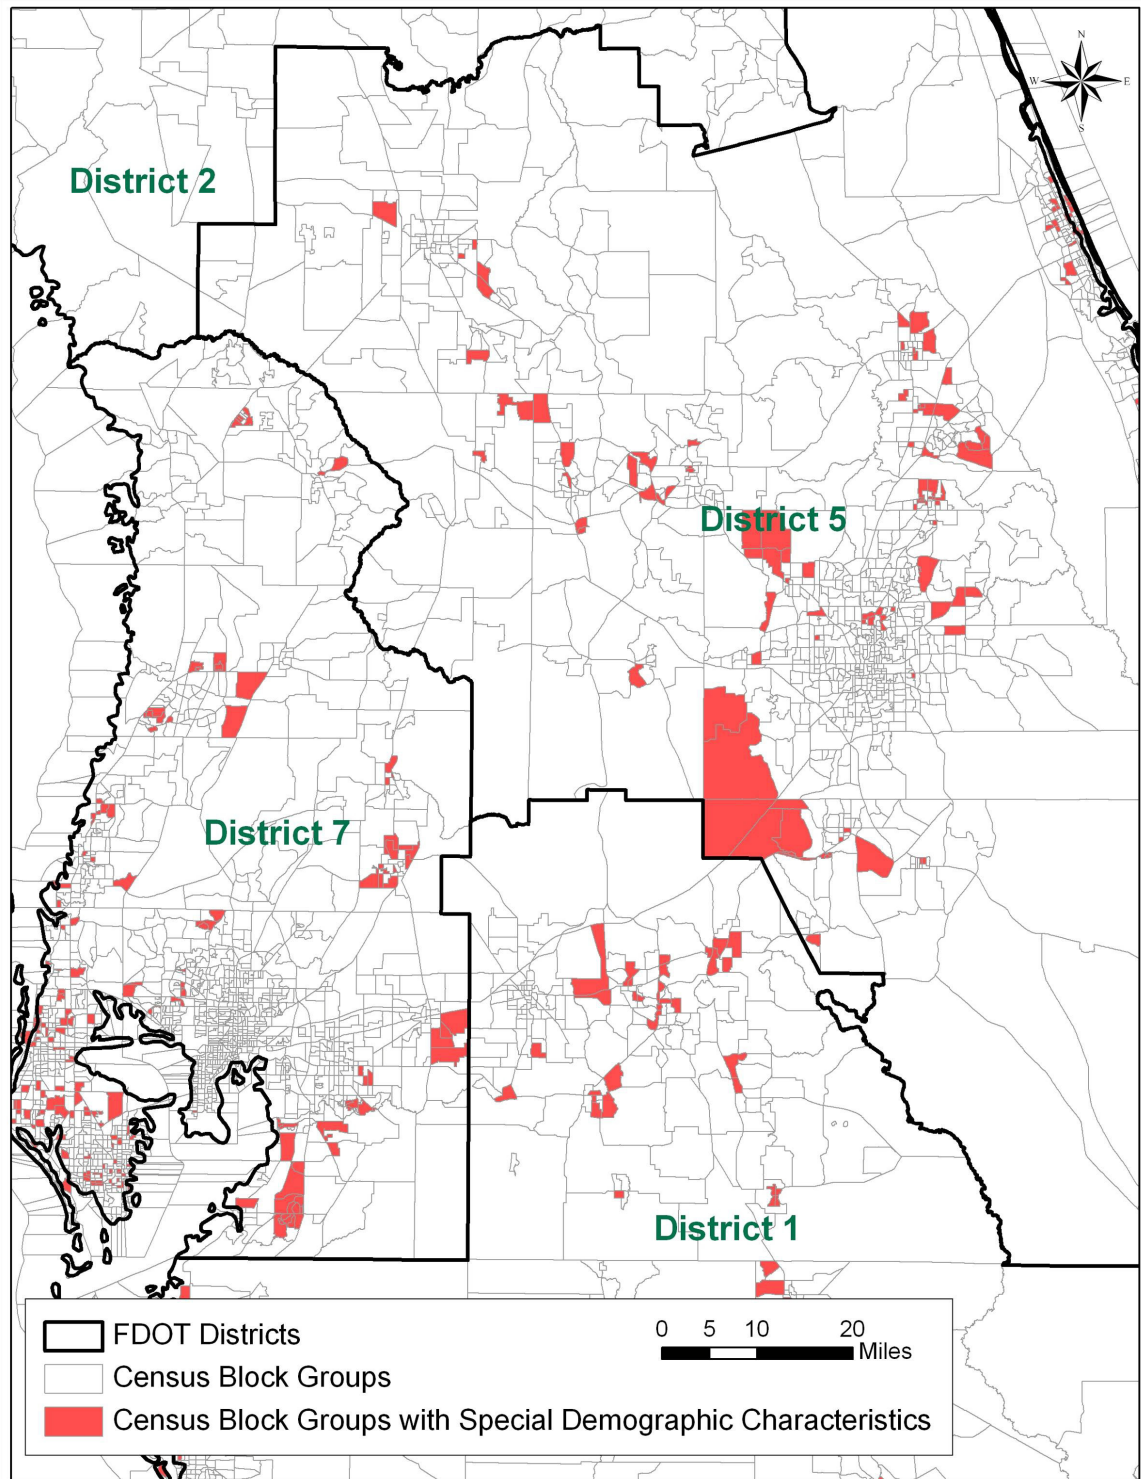 N
W E
S
District 2
District 5
District 7
District 1
FDOT Districts
Census Block Groups
Census Block Groups with Special Demographic Characteristics
0 5 10 20
Miles